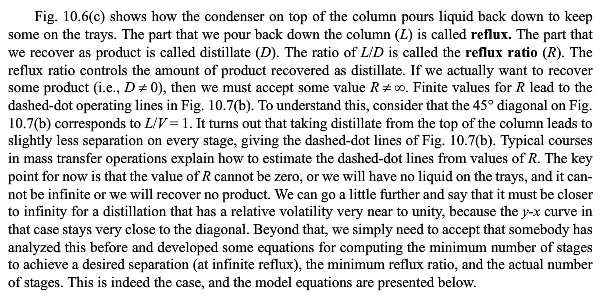 Fig. 10.6(c) shows how the condenser on top of the column pours liquid back down to keep
some on the trays. The part that we pour back down the column (L) is called reflux. The part that
we recover as product is called distillate (D). The ratio of L/D is called the reflux ratio (R). The
reflux ratio controls the amount of product recovered as distillate. If we actually want to recover
some product (i.e., D ≠ 0), then we must accept some value R ≠ ∞. Finite values for R lead to the
dashed-dot operating lines in Fig. 10.7(b). To understand this, consider that the 45° diagonal on Fig.
10.7(b) corresponds to L/V = 1. It turns out that taking distillate from the top of the column leads to
slightly less separation on every stage, giving the dashed-dot lines of Fig. 10.7(b). Typical courses
in mass transfer operations explain how to estimate the dashed-dot lines from values of R. The key
point for now is that the value of R cannot be zero, or we will have no liquid on the trays, and it can-
not be infinite or we will recover no product. We can go a little further and say that it must be closer
to infinity for a distillation that has a relative volatility very near to unity, because the y-x curve in
that case stays very close to the diagonal. Beyond that, we simply need to accept that somebody has
analyzed this before and developed some equations for computing the minimum number of stages
to achieve a desired separation (at infinite reflux), the minimum reflux ratio, and the actual number
of stages. This is indeed the case, and the model equations are presented below.